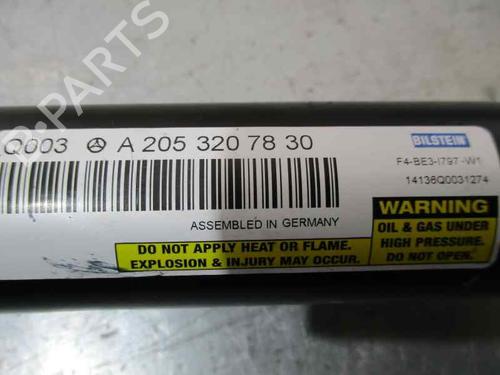 Q003 A 205 320 78 30
BILSTEIN
F4-BE3-I797-W1
14136Q0031274
ASSEMBLED IN GERMANY
DO NOT APPLY HEAT OR FLAME.
EXPLOSION & INJURY MAY OCCUR.
WARNING
OIL & GAS UNDER
HIGH PRESSURE.
DO NOT OPEN.
B-PARTS